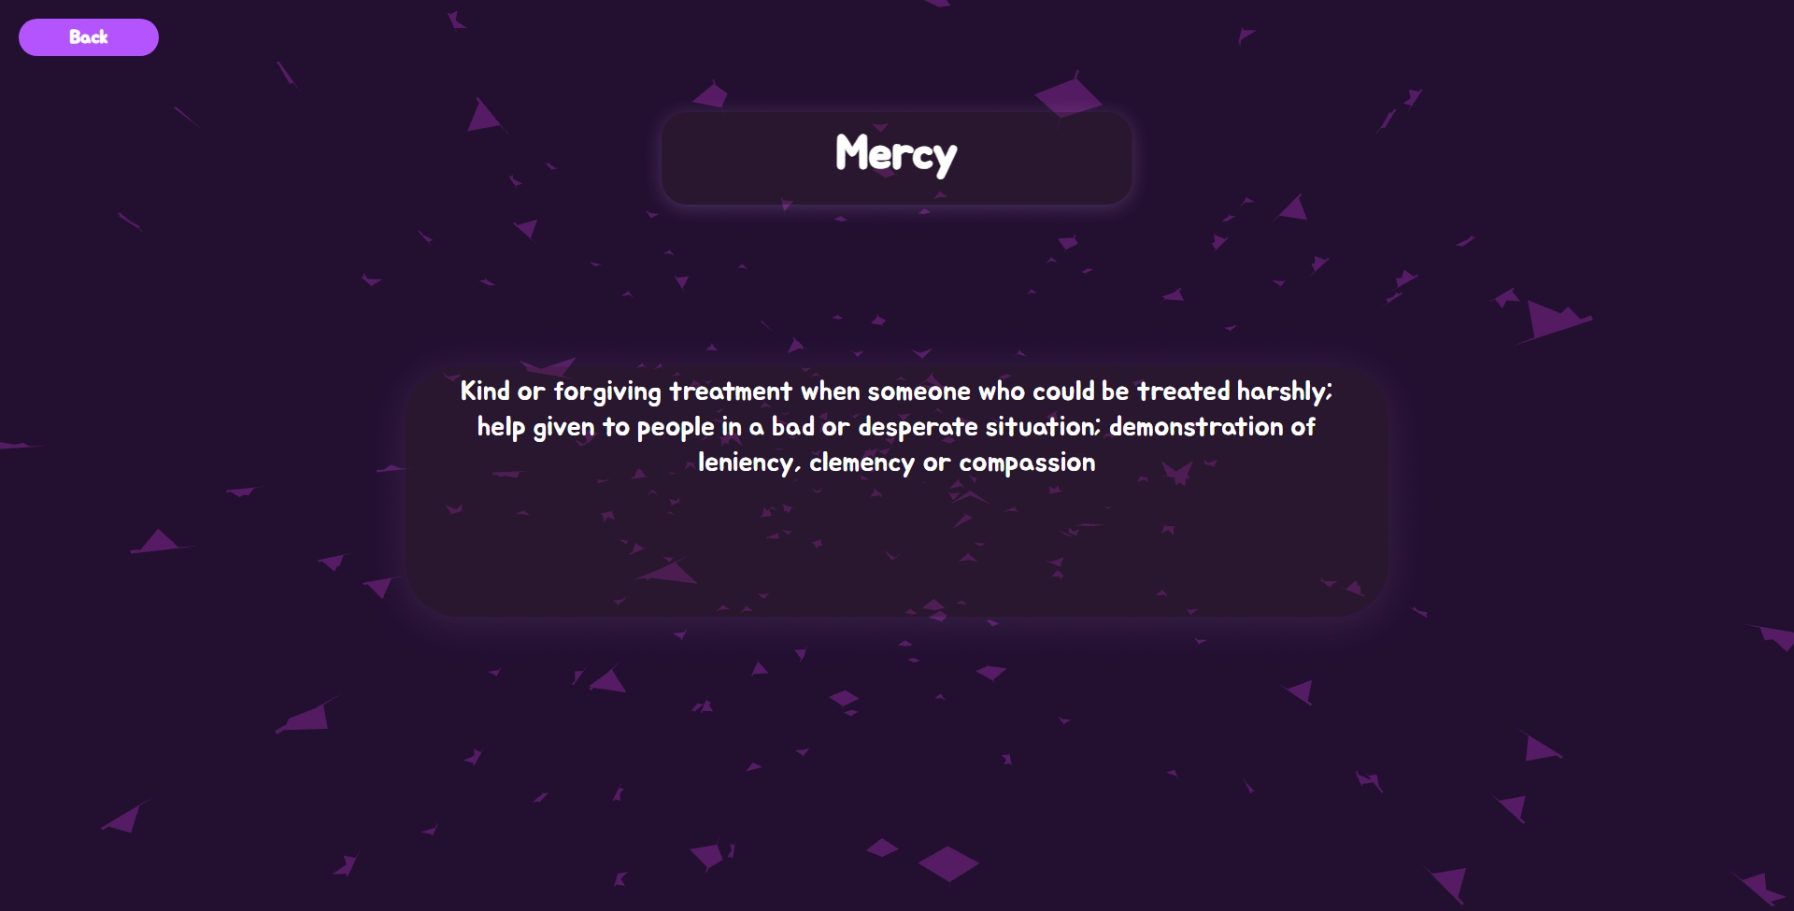 Back
Mercy
Kind or forgiving treatment when someone who could be treated harshly;
help given to people in a bad or desperate situation; demonstration of
leniency, clemency or compassion